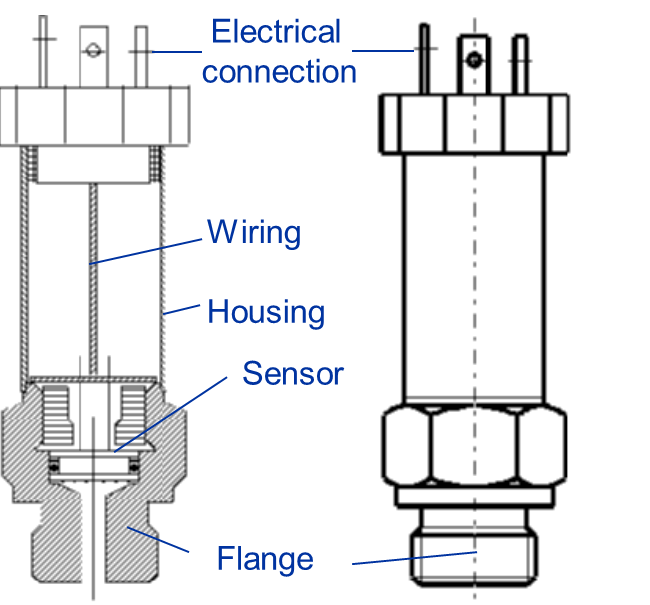 Electrical
connection
Wiring
Housing
Sensor
Flange